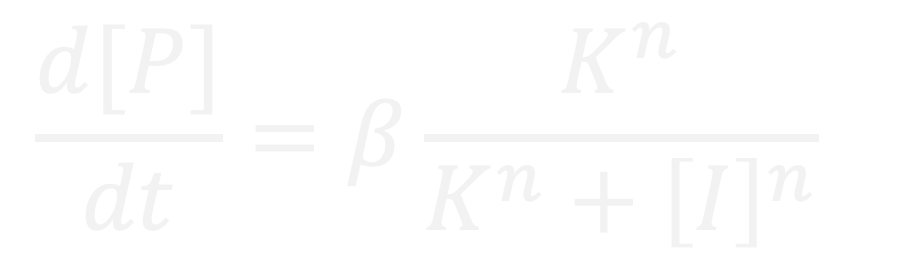 d[P]/dt = β K^n/(K^n + [I]^n)